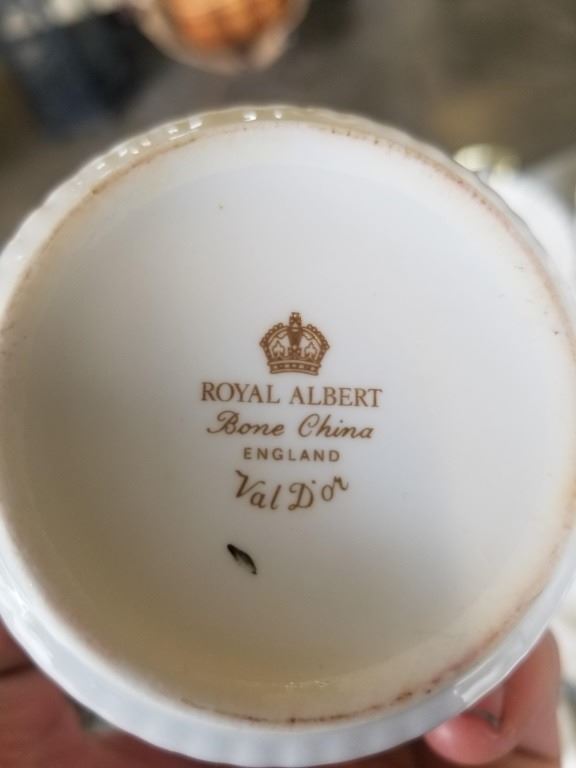 ROYAL ALBERT
Bone China
ENGLAND
Val D'or